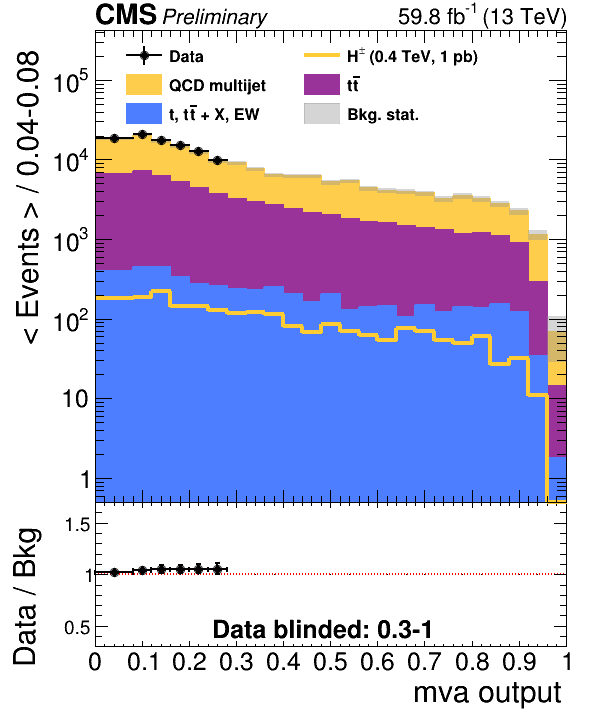 CMS Preliminary 59.8 fb⁻¹ (13 TeV)
Data
H± (0.4 TeV, 1 pb)
QCD multijet
tt̄
t, tt̄ + X, EW
Bkg. stat.
< Events > / 0.04-0.08
10⁵
10⁴
10³
10²
10
1
Data / Bkg
1.5
1
0.5
Data blinded: 0.3-1
0 0.1 0.2 0.3 0.4 0.5 0.6 0.7 0.8 0.9 1
mva output